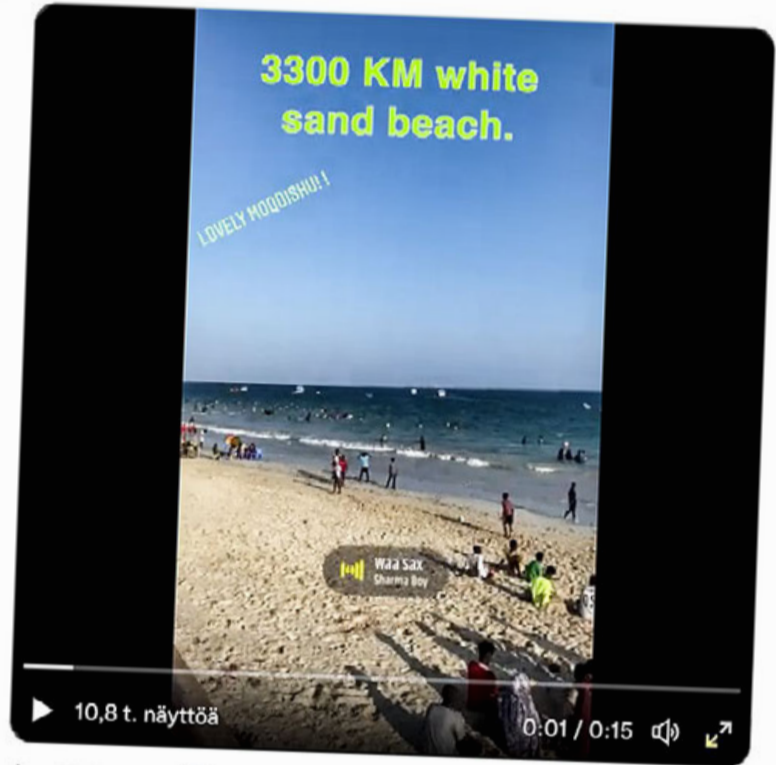 3300 KM white
sand beach.
LOVELY MOQDISHU!!
Waa Sax
Sharma Boy
10,8 t. näyttöä
0:01 / 0:15